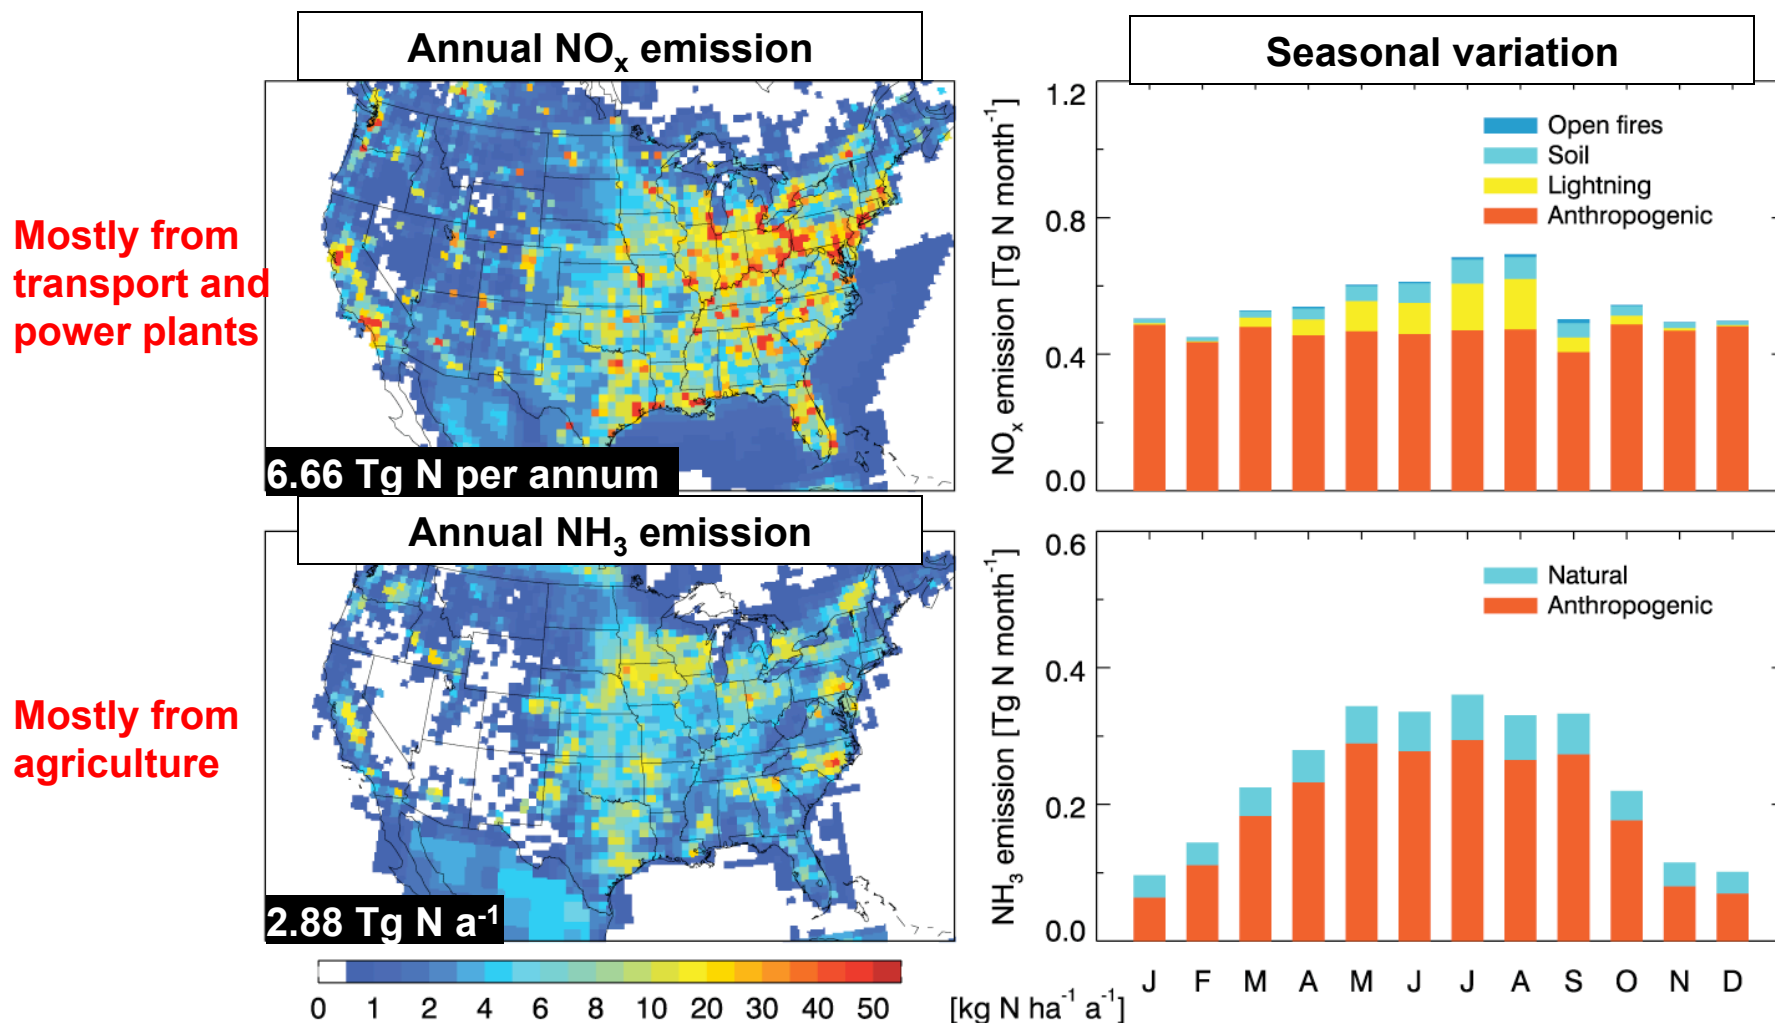 Annual NOx emission
Seasonal variation
Mostly from
transport and
power plants
6.66 Tg N per annum
NOx emission [Tg N month-1]
1.2
0.8
0.4
0.0
Open fires
Soil
Lightning
Anthropogenic
Annual NH3 emission
Mostly from
agriculture
2.88 Tg N a-1
NH3 emission [Tg N month-1]
0.6
0.4
0.2
0.0
Natural
Anthropogenic
J F M A M J J A S O N D
0 1 2 4 6 8 10 20 30 40 50 [kg N ha-1 a-1]